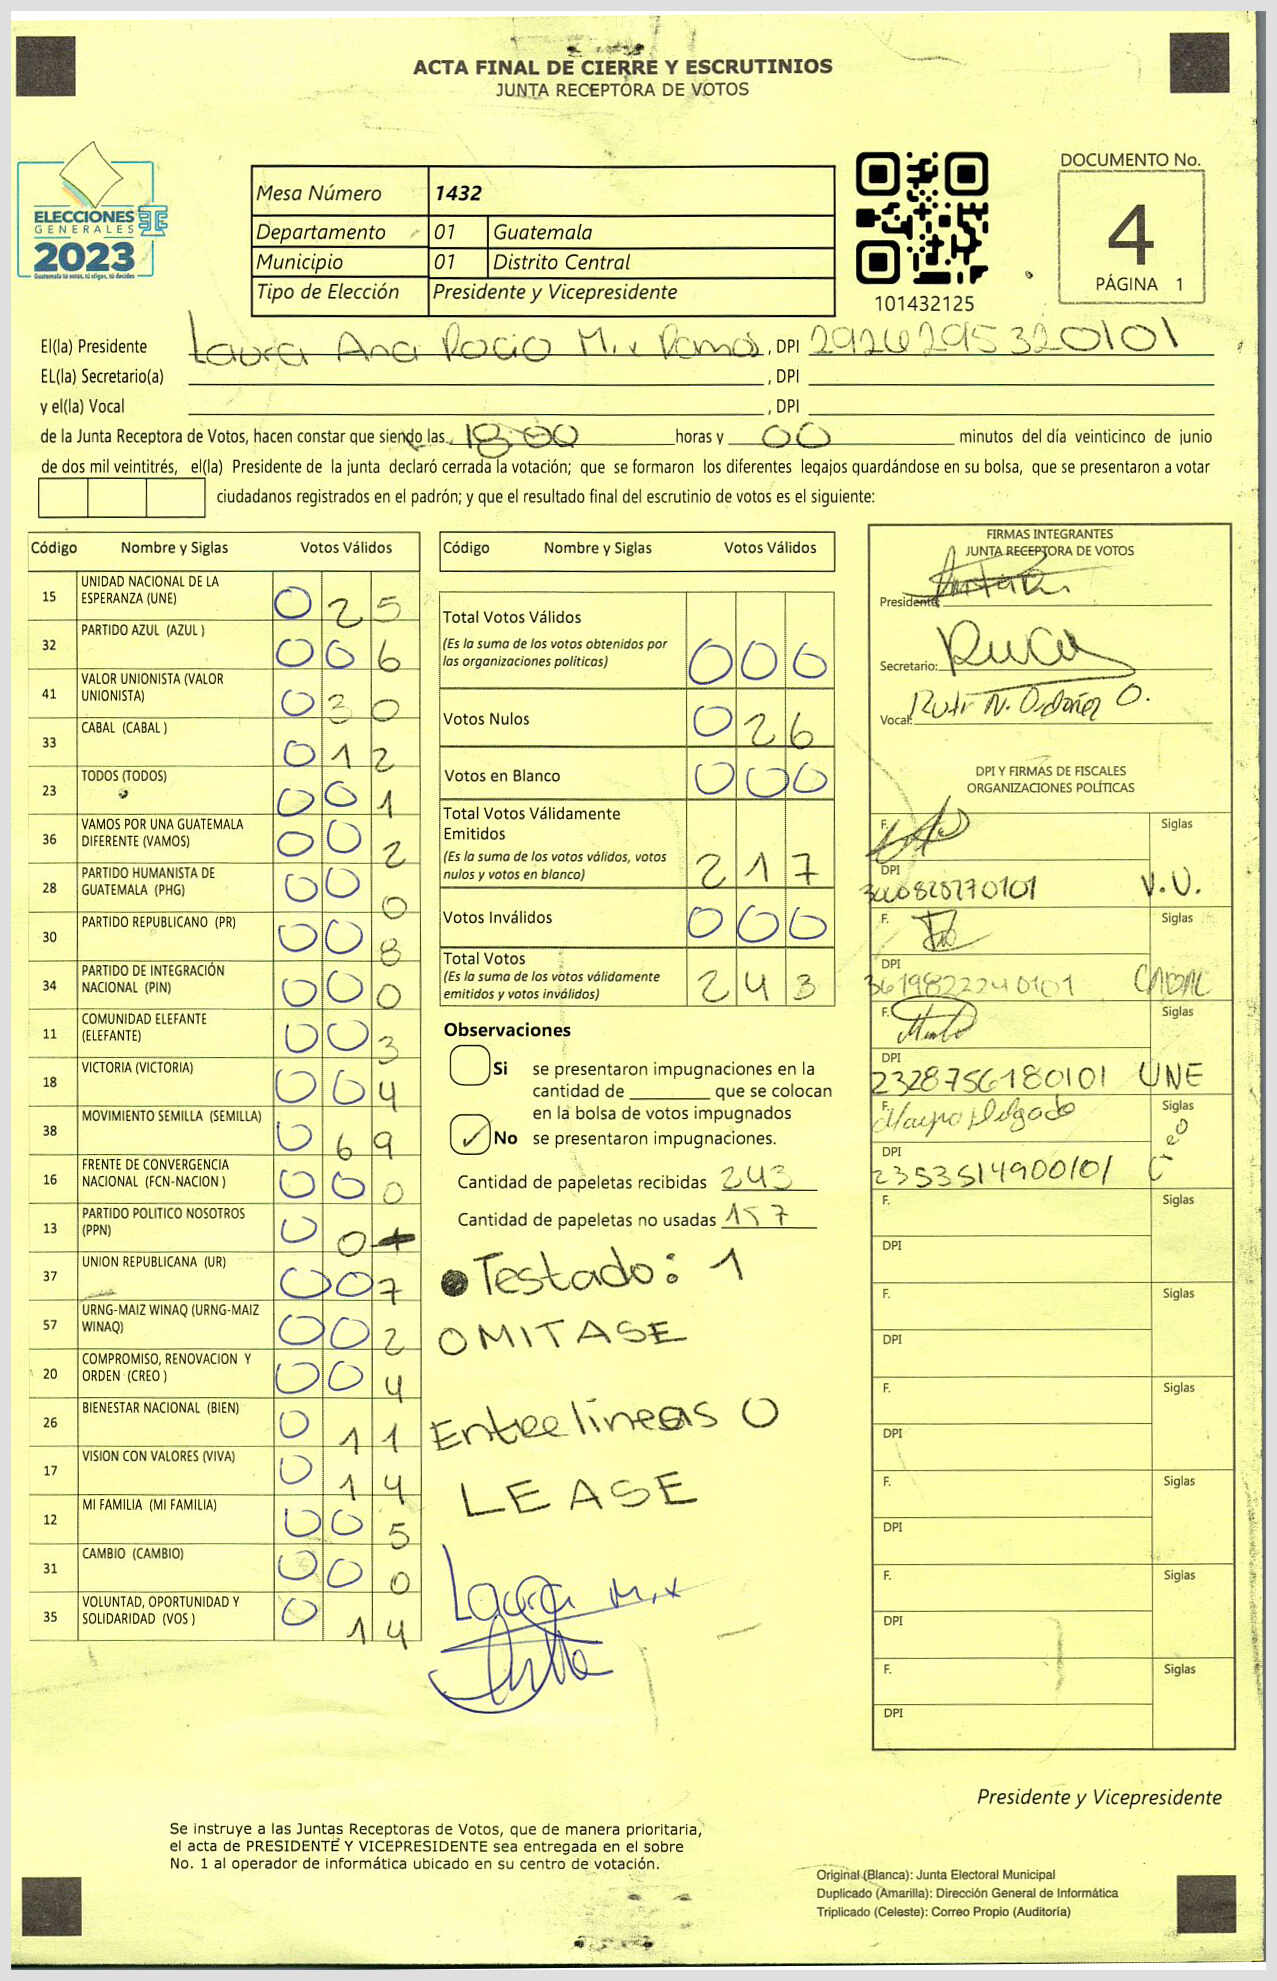 ACTA FINAL DE CIERRE Y ESCRUTINIOS
JUNTA RECEPTORA DE VOTOS
ELECCIONES
GENERALES
2023
Guatemala tú votas, tú eliges, tú decides
Mesa Número 1432
Departamento 01 Guatemala
Municipio 01 Distrito Central
Tipo de Elección Presidente y Vicepresidente
101432125
DOCUMENTO No.
4
PÁGINA 1
El(la) Presidente Laura Ana Rocio Mix Ramos, DPI 2926295320101
EL(la) Secretario(a) , DPI
y el(la) Vocal , DPI
de la Junta Receptora de Votos, hacen constar que siendo las 18:00 horas y 00 minutos del día veinticinco de junio
de dos mil veintitrés, el(la) Presidente de la junta declaró cerrada la votación; que se formaron los diferentes legajos guardándose en su bolsa, que se presentaron a votar
ciudadanos registrados en el padrón; y que el resultado final del escrutinio de votos es el siguiente:
Código Nombre y Siglas Votos Válidos
15 UNIDAD NACIONAL DE LA ESPERANZA (UNE) 0 2 5
32 PARTIDO AZUL (AZUL ) 0 0 6
41 VALOR UNIONISTA (VALOR UNIONISTA) 0 3 0
33 CABAL (CABAL ) 0 1 2
23 TODOS (TODOS) 0 0 1
36 VAMOS POR UNA GUATEMALA DIFERENTE (VAMOS) 0 0 2
28 PARTIDO HUMANISTA DE GUATEMALA (PHG) 0 0 0
30 PARTIDO REPUBLICANO (PR) 0 0 8
34 PARTIDO DE INTEGRACIÓN NACIONAL (PIN) 0 0 0
11 COMUNIDAD ELEFANTE (ELEFANTE) 0 0 3
18 VICTORIA (VICTORIA) 0 0 4
38 MOVIMIENTO SEMILLA (SEMILLA) 0 6 9
16 FRENTE DE CONVERGENCIA NACIONAL (FCN-NACION ) 0 0 0
13 PARTIDO POLITICO NOSOTROS (PPN) 0 0
37 UNION REPUBLICANA (UR) 0 0 7
57 URNG-MAIZ WINAQ (URNG-MAIZ WINAQ) 0 0 2
20 COMPROMISO, RENOVACION Y ORDEN (CREO ) 0 0 4
26 BIENESTAR NACIONAL (BIEN) 0 1 1
17 VISION CON VALORES (VIVA) 0 1 4
12 MI FAMILIA (MI FAMILIA) 0 0 5
31 CAMBIO (CAMBIO) 0 0 0
35 VOLUNTAD, OPORTUNIDAD Y SOLIDARIDAD (VOS ) 0 1 4
Código Nombre y Siglas Votos Válidos
Total Votos Válidos
(Es la suma de los votos obtenidos por
las organizaciones políticas) 0 0 0
Votos Nulos 0 2 6
Votos en Blanco 0 0 0
Total Votos Válidamente
Emitidos
(Es la suma de los votos válidos, votos
nulos y votos en blanco) 2 1 7
Votos Inválidos 0 0 0
Total Votos
(Es la suma de los votos válidamente
emitidos y votos inválidos) 2 4 3
Observaciones
Si se presentaron impugnaciones en la
cantidad de ________ que se colocan
en la bolsa de votos impugnados
✓ No se presentaron impugnaciones.
Cantidad de papeletas recibidas 243
Cantidad de papeletas no usadas 157
Testado: 1
OMITASE
Entre lineas 0
LEASE
Laura Mix
FIRMAS INTEGRANTES
JUNTA RECEPTORA DE VOTOS
Presidente:
Secretario:
Vocal: Ruth N. Ordoñez O.
DPI Y FIRMAS DE FISCALES
ORGANIZACIONES POLÍTICAS
F. Siglas
DPI V.U.
F. Siglas
DPI 3619822240101 CABAL
F. Siglas
DPI 2328756180101 UNE
F. Delgado Siglas
DPI 2353514900101 Creo
F. Siglas
DPI
F. Siglas
DPI
F. Siglas
DPI
F. Siglas
DPI
F. Siglas
DPI
F. Siglas
DPI
Presidente y Vicepresidente
Se instruye a las Juntas Receptoras de Votos, que de manera prioritaria,
el acta de PRESIDENTE Y VICEPRESIDENTE sea entregada en el sobre
No. 1 al operador de informática ubicado en su centro de votación.
Original (Blanca): Junta Electoral Municipal
Duplicado (Amarilla): Dirección General de Informática
Triplicado (Celeste): Correo Propio (Auditoría)